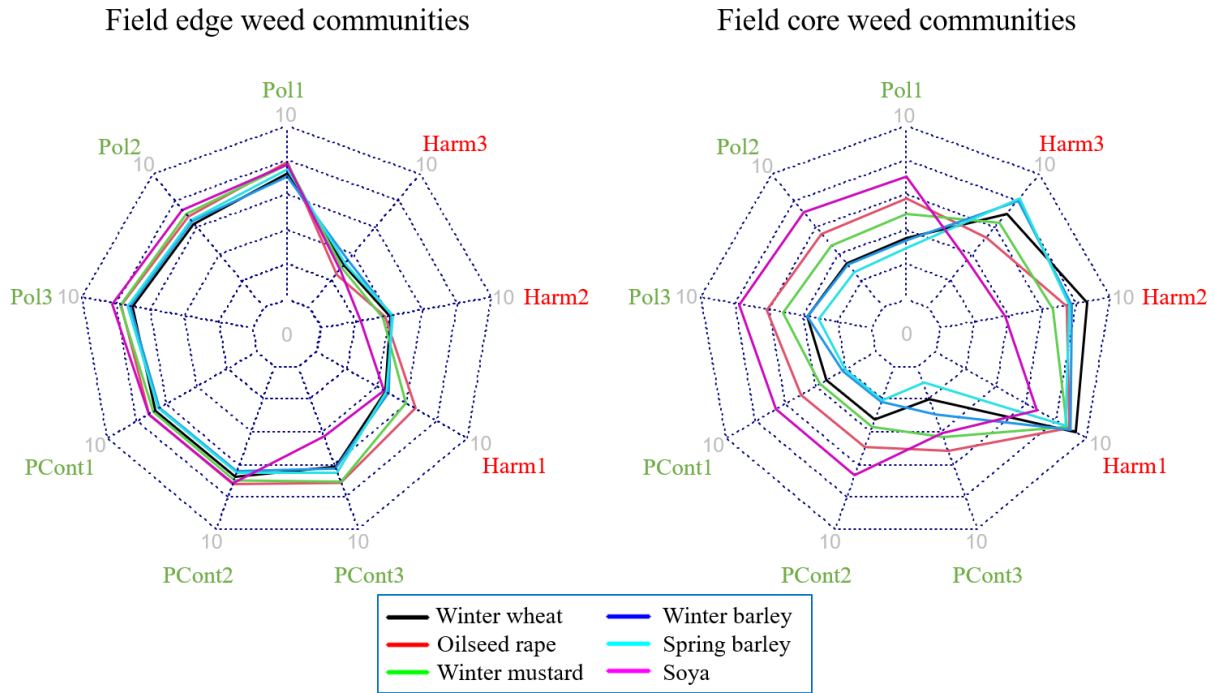 Field edge weed communities
Field core weed communities
Pol1
10
Harm3
10
Harm2
10
Harm1
10
PCont3
10
PCont2
10
PCont1
10
Pol3
10
Pol2
10
0
Pol1
10
Harm3
10
Harm2
10
Harm1
10
PCont3
10
PCont2
10
PCont1
10
Pol3
10
Pol2
10
0
Winter wheat
Oilseed rape
Winter mustard
Winter barley
Spring barley
Soya